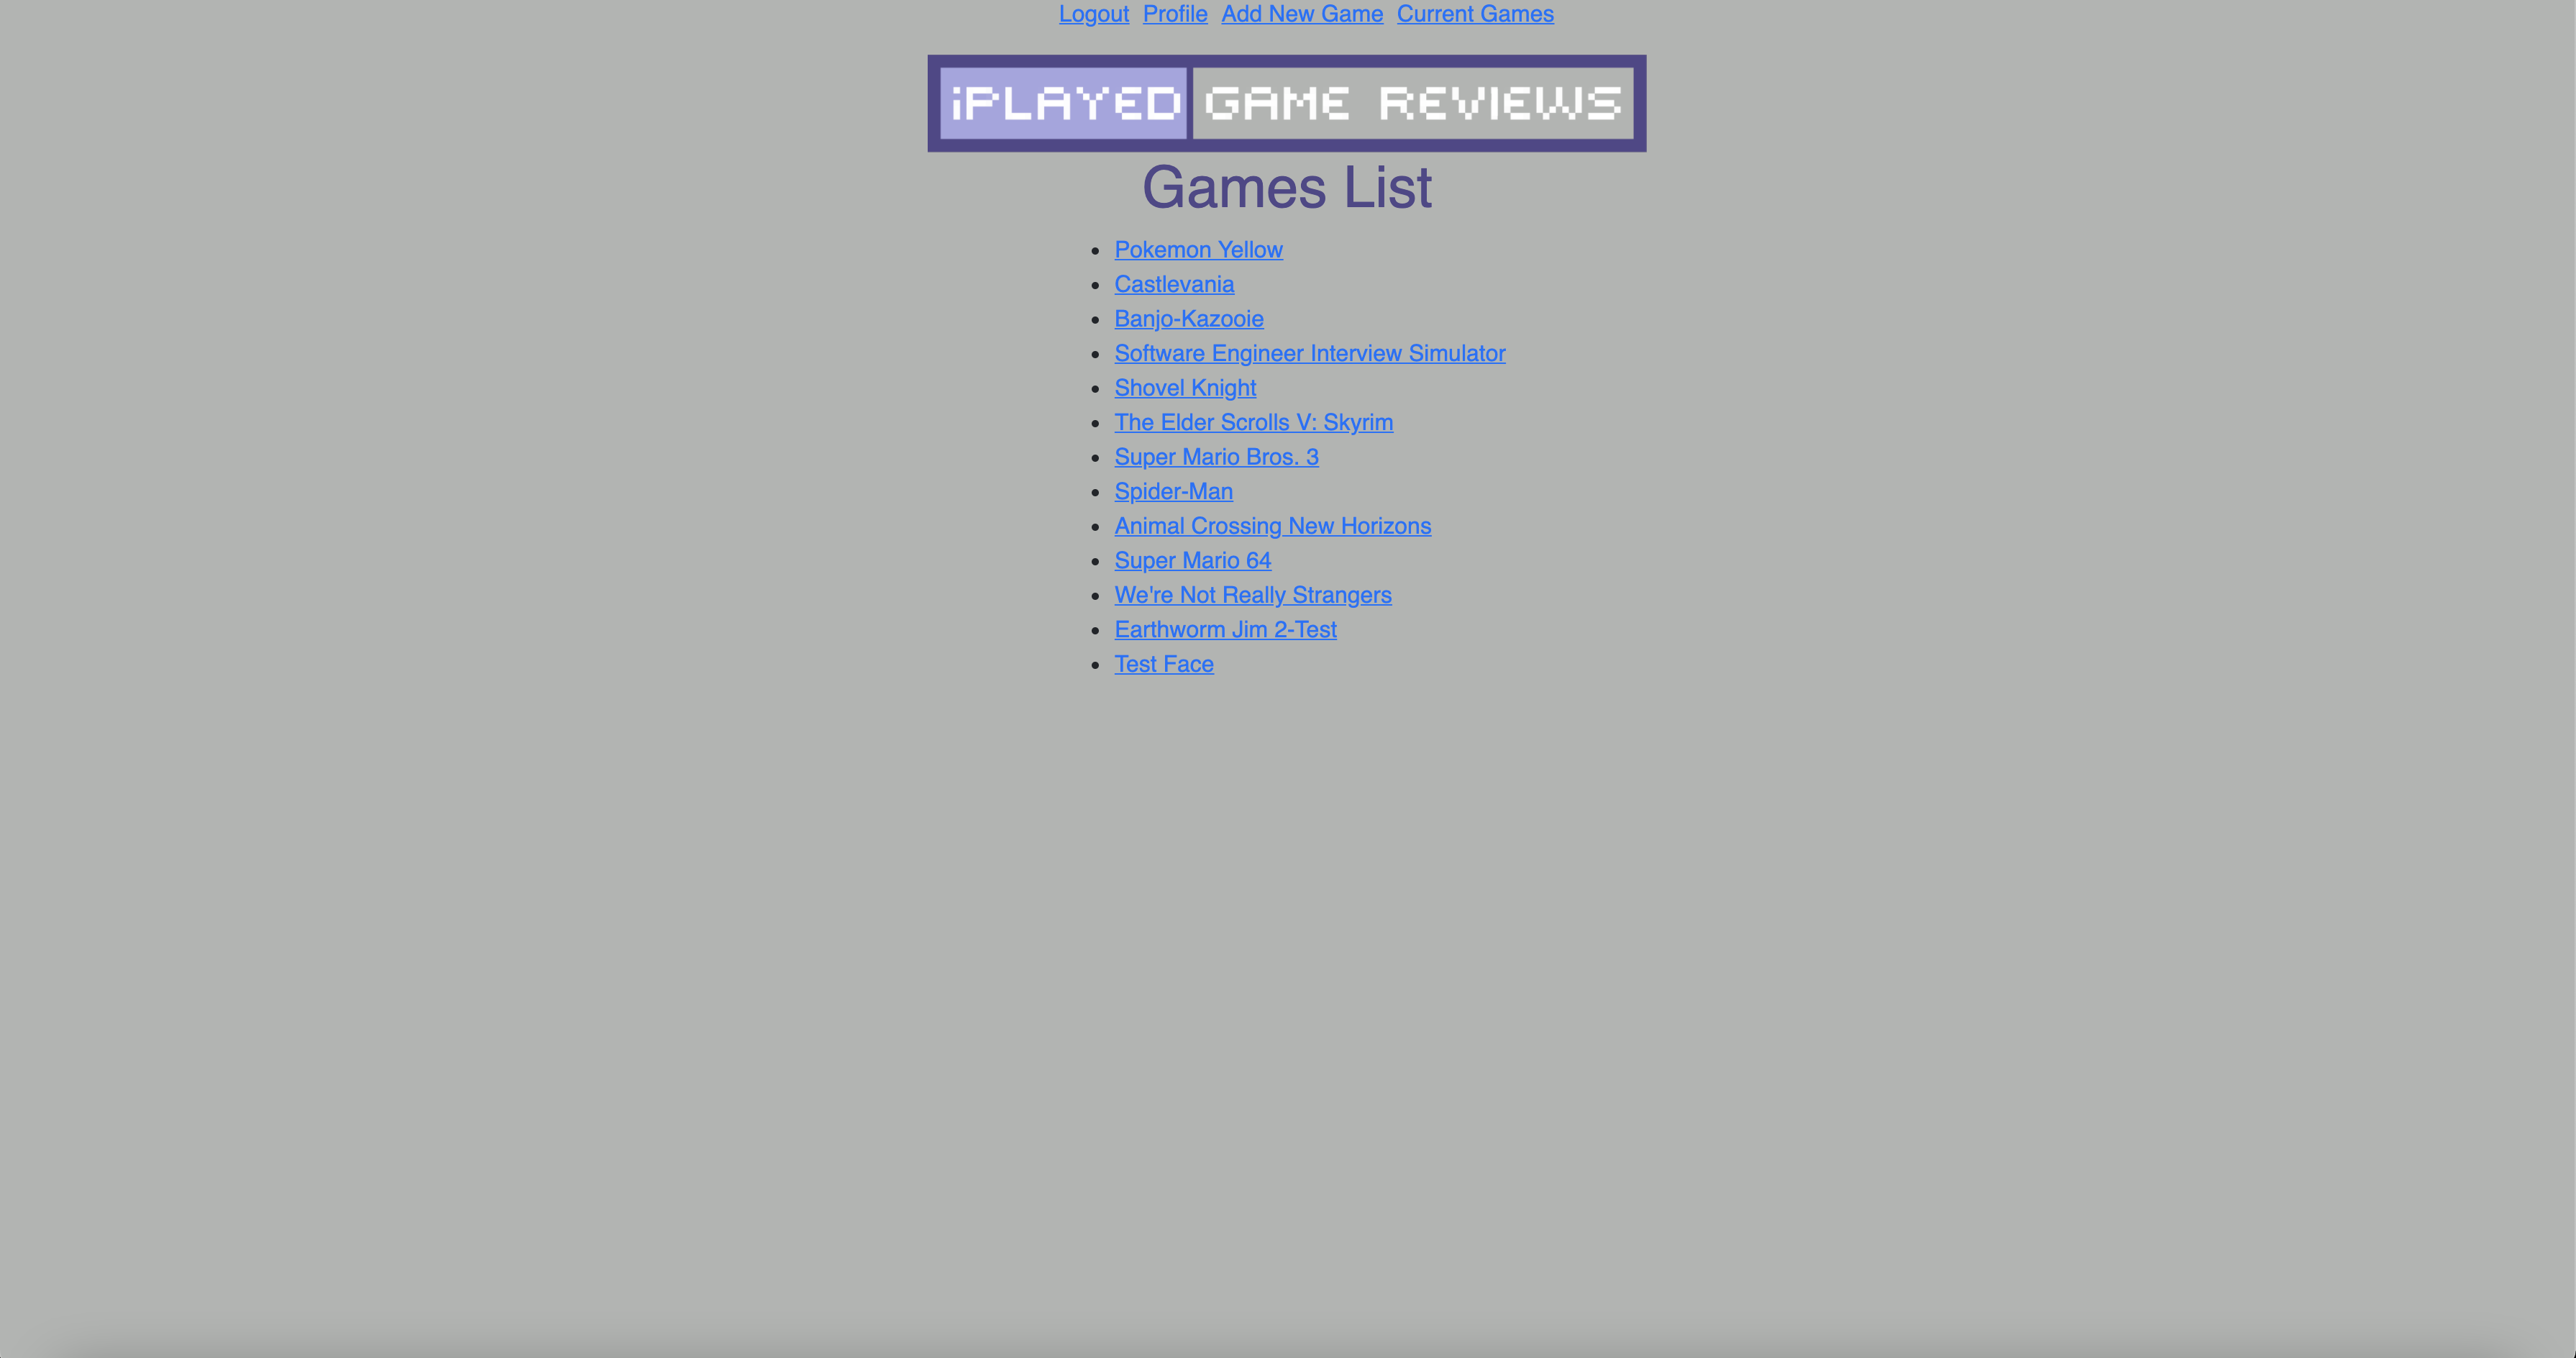 Logout Profile Add New Game Current Games
iPLAYED GAME REVIEWS
Games List
Pokemon Yellow
Castlevania
Banjo-Kazooie
Software Engineer Interview Simulator
Shovel Knight
The Elder Scrolls V: Skyrim
Super Mario Bros. 3
Spider-Man
Animal Crossing New Horizons
Super Mario 64
We're Not Really Strangers
Earthworm Jim 2-Test
Test Face